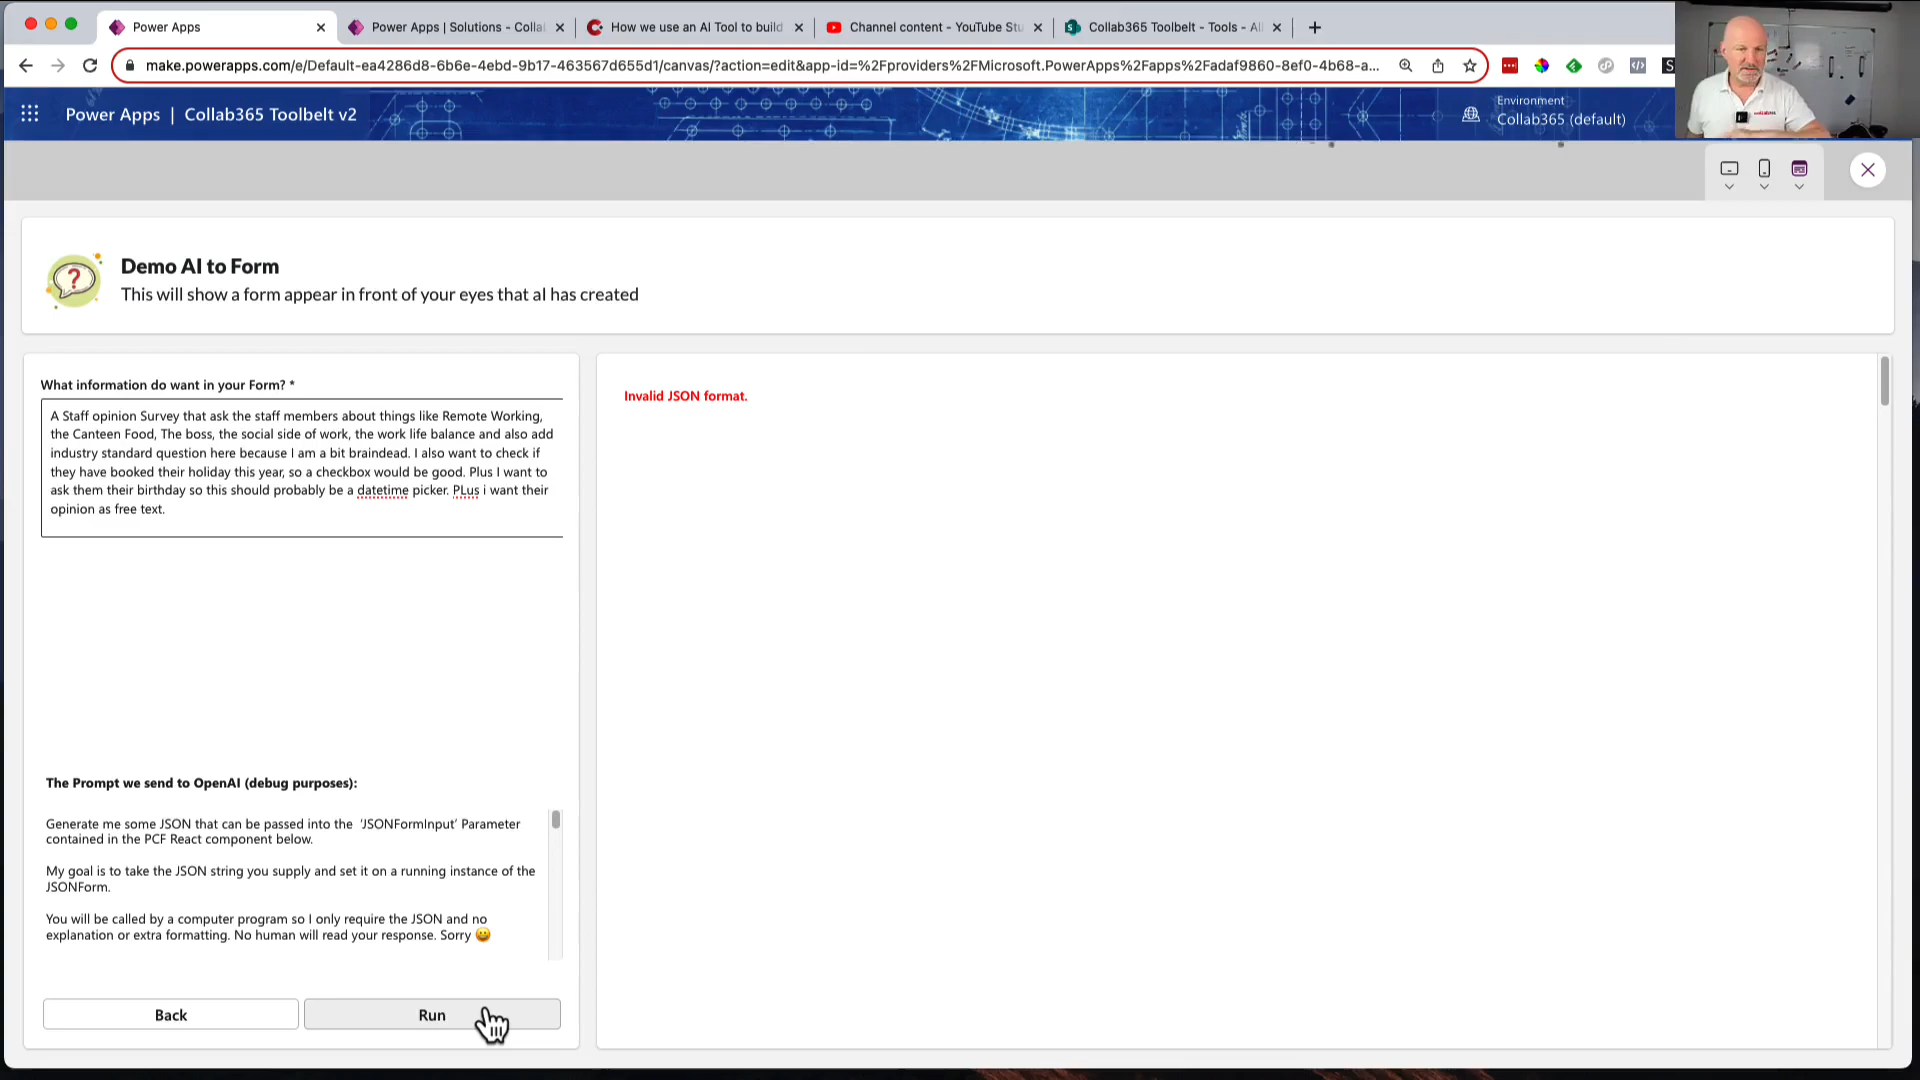 Power Apps
Power Apps | Solutions - Colla
How we use an AI Tool to build
Channel content - YouTube Stu
Collab365 Toolbelt - Tools - Al
make.powerapps.com/e/Default-ea4286d8-6b6e-4ebd-9b17-463567d655d1/canvas/?action=edit&app-id=%2Fproviders%2FMicrosoft.PowerApps%2Fapps%2Fadaf9860-8ef0-4b68-a...
S
Power Apps | Collab365 Toolbelt v2
Environment
Collab365 (default)
Demo AI to Form
This will show a form appear in front of your eyes that aI has created
What information do want in your Form? *
A Staff opinion Survey that ask the staff members about things like Remote Working,
the Canteen Food, The boss, the social side of work, the work life balance and also add
industry standard question here because I am a bit braindead. I also want to check if
they have booked their holiday this year, so a checkbox would be good. Plus I want to
ask them their birthday so this should probably be a datetime picker. PLus i want their
opinion as free text.
Invalid JSON format.
The Prompt we send to OpenAI (debug purposes):
Generate me some JSON that can be passed into the 'JSONFormInput' Parameter
contained in the PCF React component below.
My goal is to take the JSON string you supply and set it on a running instance of the
JSONForm.
You will be called by a computer program so I only require the JSON and no
explanation or extra formatting. No human will read your response. Sorry 😀
Back
Run